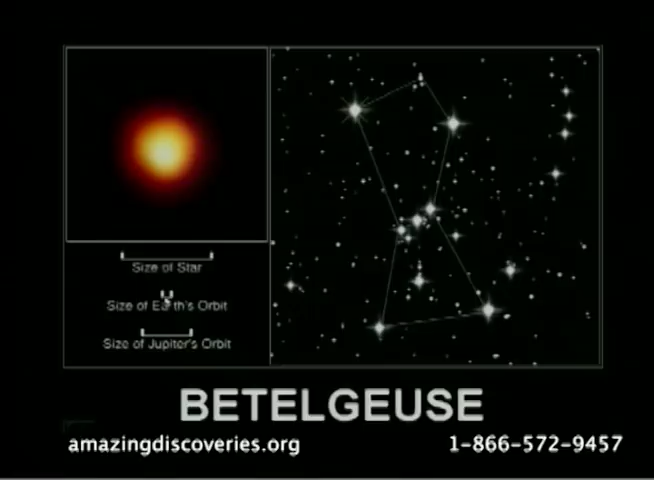 Size of Star
Size of Earth's Orbit
Size of Jupiter's Orbit
BETELGEUSE
amazingdiscoveries.org
1-866-572-9457